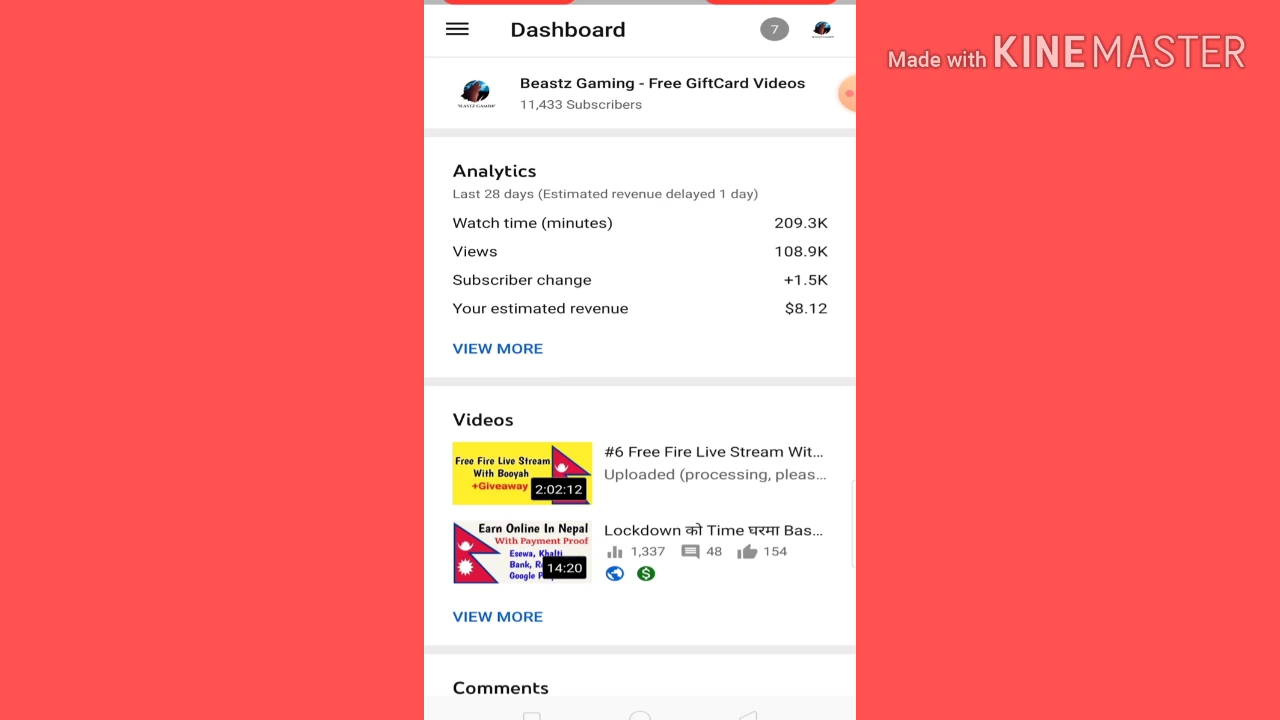 Made with KINEMASTER
Dashboard
7
Beastz Gaming - Free GiftCard Videos
11,433 Subscribers
Analytics
Last 28 days (Estimated revenue delayed 1 day)
Watch time (minutes) 209.3K
Views 108.9K
Subscriber change +1.5K
Your estimated revenue $8.12
VIEW MORE
Videos
Free Fire Live Stream
With Booyah
+Giveaway
2:02:12
#6 Free Fire Live Stream Wit...
Uploaded (processing, pleas...
Earn Online In Nepal
With Payment Proof
Esewa, Khalti
Bank,
Google
14:20
Lockdown को Time घरमा Bas...
1,337 48 154
VIEW MORE
Comments